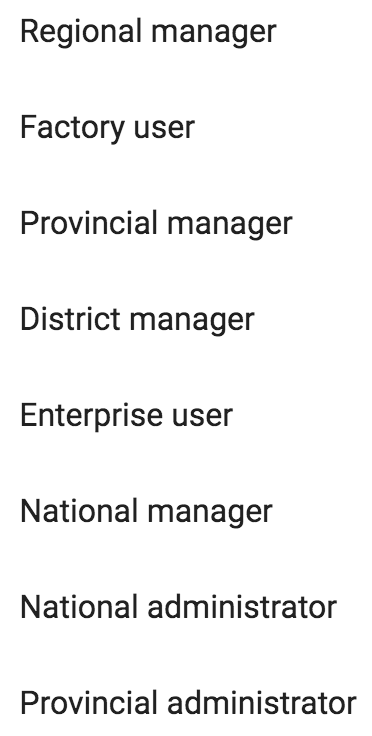 Regional manager
Factory user
Provincial manager
District manager
Enterprise user
National manager
National administrator
Provincial administrator